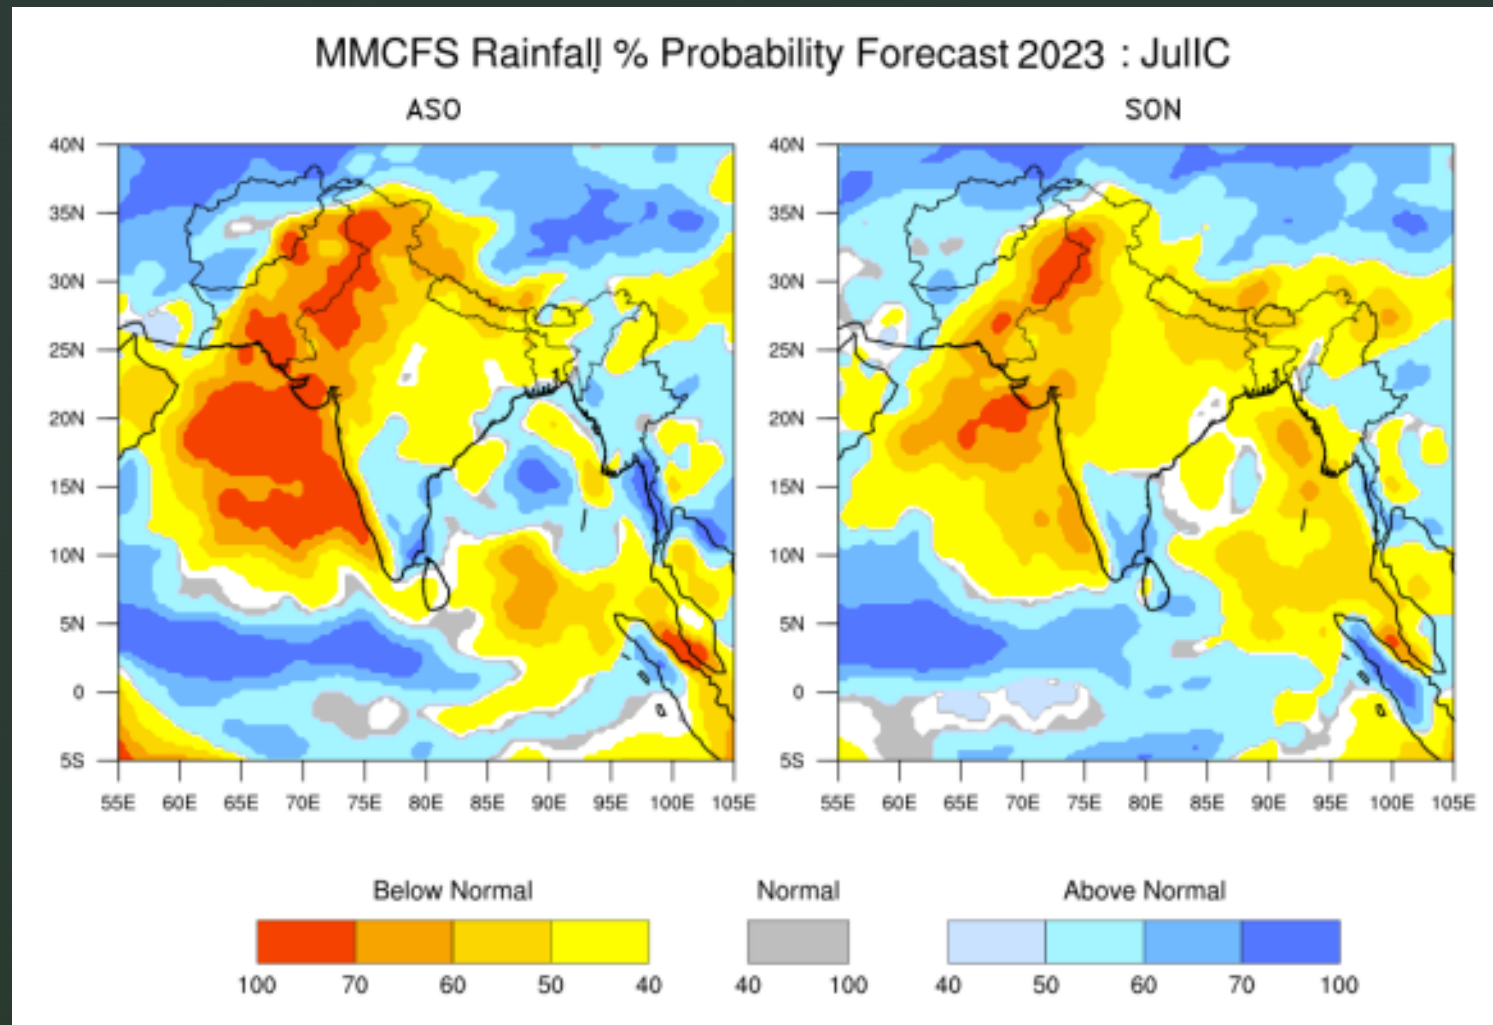 MMCFS Rainfall % Probability Forecast 2023 : JulIC
ASO
40N
35N
30N
25N
20N
15N
10N
5N
0
5S
55E 60E 65E 70E 75E 80E 85E 90E 95E 100E 105E
SON
40N
35N
30N
25N
20N
15N
10N
5N
0
5S
55E 60E 65E 70E 75E 80E 85E 90E 95E 100E 105E
Below Normal
100 70 60 50 40
Normal
40 100
Above Normal
40 50 60 70 100